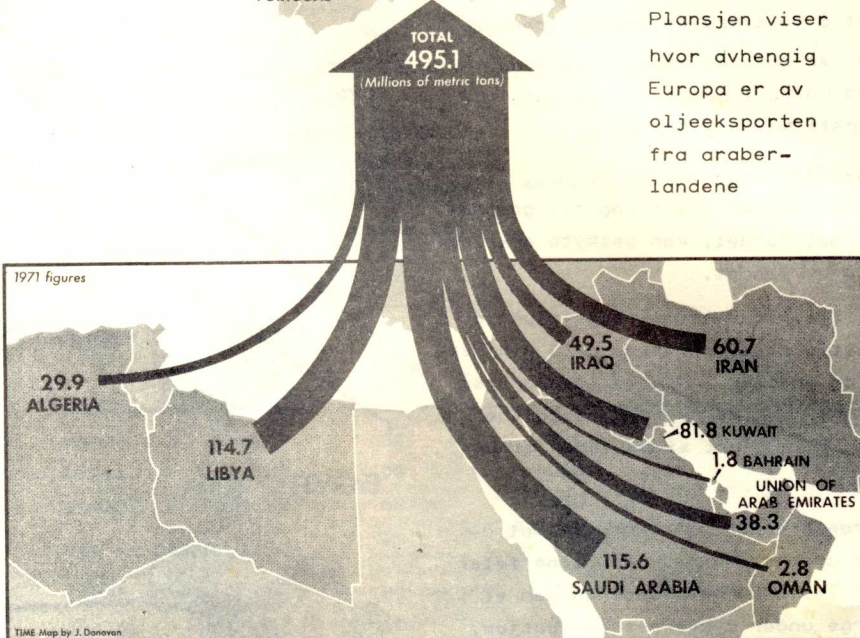 PORTUGAL
TOTAL
495.1
(Millions of metric tons)
Plansjen viser
hvor avhengig
Europa er av
oljeeksporten
fra araber-
landene
1971 figures
29.9
ALGERIA
114.7
LIBYA
49.5
IRAQ
60.7
IRAN
81.8 KUWAIT
1.8 BAHRAIN
UNION OF
ARAB EMIRATES
38.3
115.6
SAUDI ARABIA
2.8
OMAN
TIME Map by J. Donovan